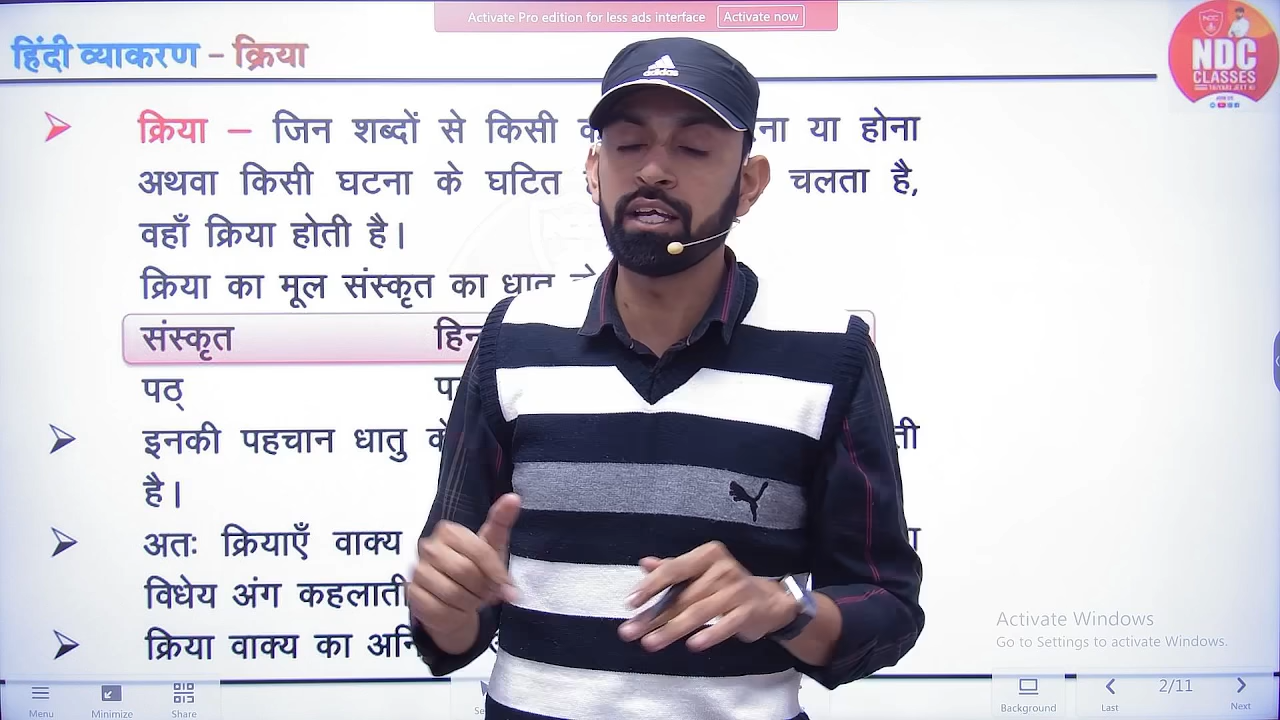 Activate Pro edition for less ads interface Activate now
हिंदी व्याकरण – क्रिया
NDC
NDC
CLASSES
adidas
क्रिया – जिन शब्दों से किसी या होना
अथवा किसी घटना के घटित चलता है,
वहाँ क्रिया होती है।
क्रिया का मूल संस्कृत का धातु
संस्कृत
पठ्
इनकी पहचान धातु
है।
अतः क्रियाएँ वाक्य
विधेय अंग कहलाती
क्रिया वाक्य का
Activate Windows
Go to Settings to activate Windows.
Menu Minimize Share Background Last 2/11 Next